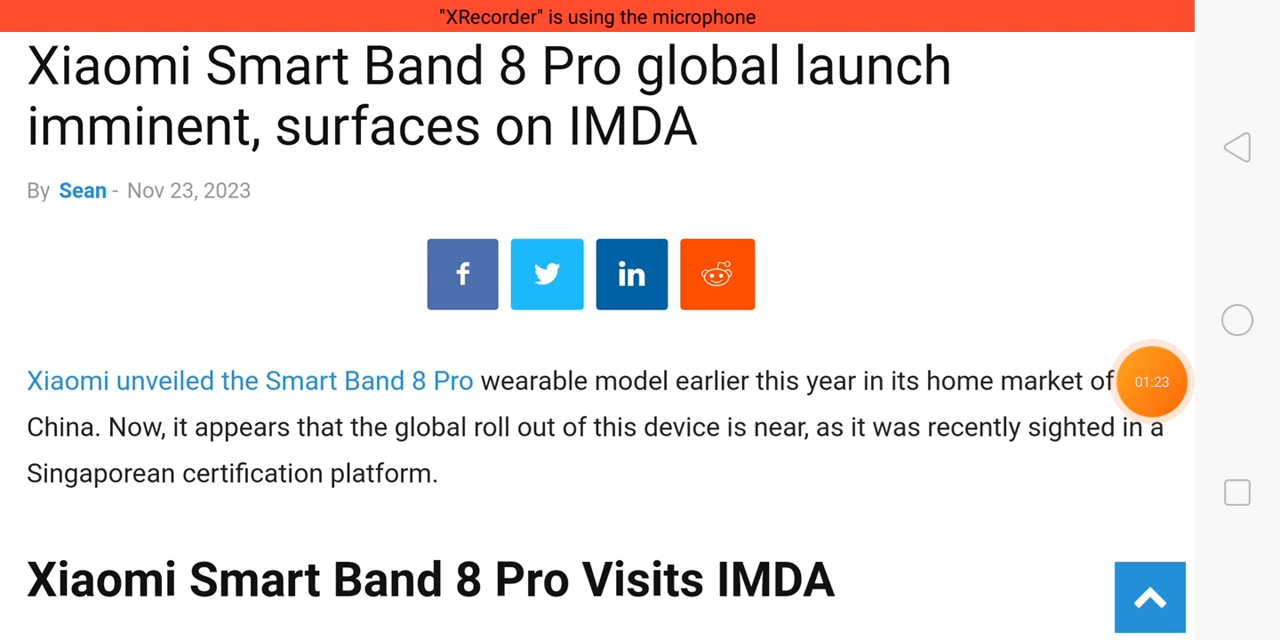 "XRecorder" is using the microphone
Xiaomi Smart Band 8 Pro global launch
imminent, surfaces on IMDA
By Sean - Nov 23, 2023
f in
Xiaomi unveiled the Smart Band 8 Pro wearable model earlier this year in its home market of
01:23
China. Now, it appears that the global roll out of this device is near, as it was recently sighted in a
Singaporean certification platform.
Xiaomi Smart Band 8 Pro Visits IMDA